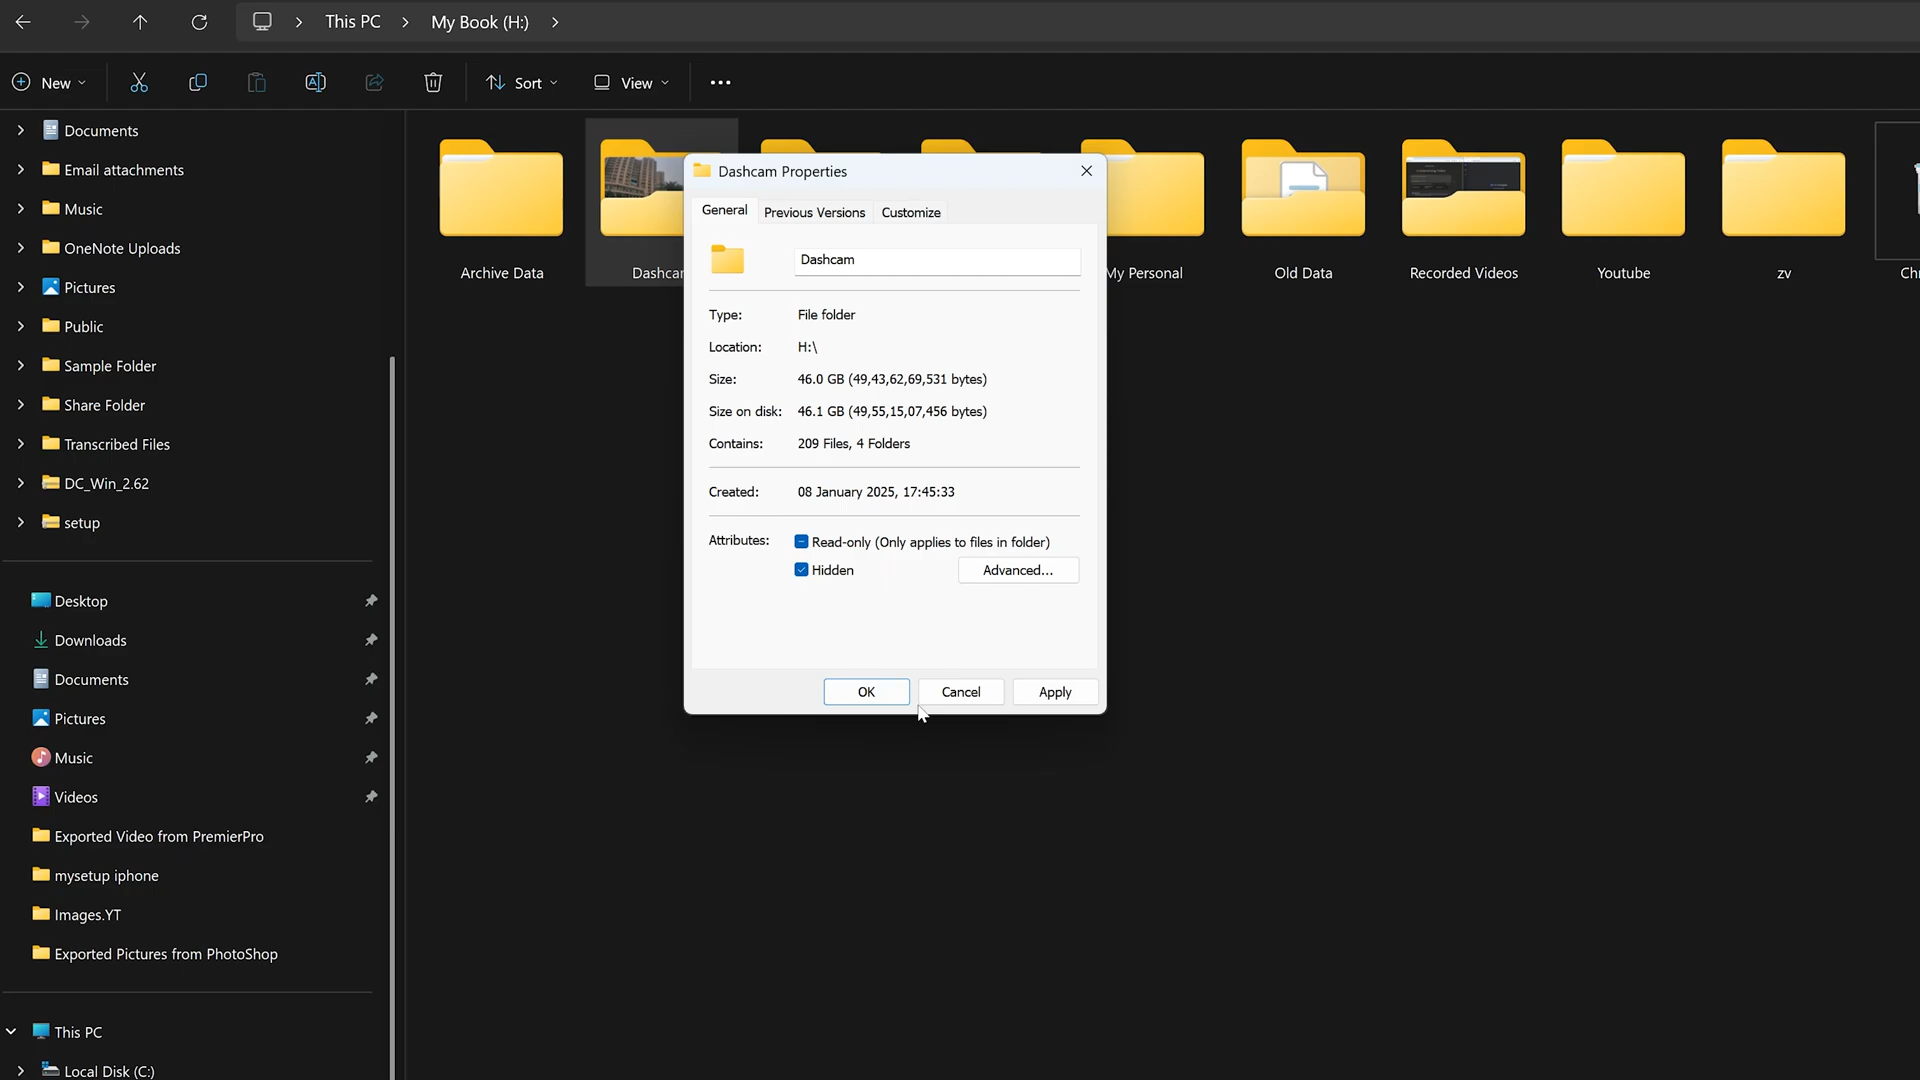 This PC
My Book (H:)
New
Sort
View
Documents
Email attachments
Music
OneNote Uploads
Pictures
Public
Sample Folder
Share Folder
Transcribed Files
DC_Win_2.62
setup
Desktop
Downloads
Documents
Pictures
Music
Videos
Exported Video from PremierPro
mysetup iphone
Images.YT
Exported Pictures from PhotoShop
This PC
Local Disk (C:)
Archive Data
Dashcar
My Personal
Old Data
Recorded Videos
Youtube
zv
Dashcam Properties
General Previous Versions Customize
Dashcam
Type: File folder
Location: H:\
Size: 46.0 GB (49,43,62,69,531 bytes)
Size on disk: 46.1 GB (49,55,15,07,456 bytes)
Contains: 209 Files, 4 Folders
Created: 08 January 2025, 17:45:33
Attributes: Read-only (Only applies to files in folder)
Hidden Advanced...
OK Cancel Apply